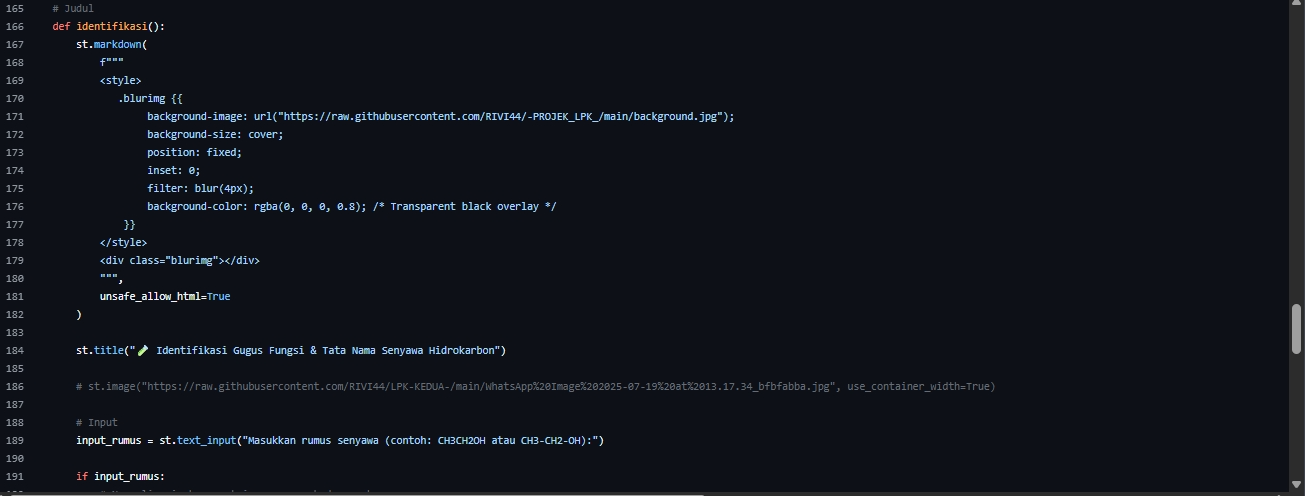 165 # Judul
166 def identifikasi():
167 st.markdown(
168 f"""
169 <style>
170 .blurimg {{
171 background-image: url("https://raw.githubusercontent.com/RIVI44/-PROJEK_LPK_/main/background.jpg");
172 background-size: cover;
173 position: fixed;
174 inset: 0;
175 filter: blur(4px);
176 background-color: rgba(0, 0, 0, 0.8); /* Transparent black overlay */
177 }}
178 </style>
179 <div class="blurimg"></div>
180 """,
181 unsafe_allow_html=True
182 )
183
184 st.title("🧪 Identifikasi Gugus Fungsi & Tata Nama Senyawa Hidrokarbon")
185
186 # st.image("https://raw.githubusercontent.com/RIVI44/LPK-KEDUA-/main/WhatsApp%20Image%202025-07-19%20at%2013.17.34_bfbfabba.jpg", use_container_width=True)
187
188 # Input
189 input_rumus = st.text_input("Masukkan rumus senyawa (contoh: CH3CH2OH atau CH3-CH2-OH):")
190
191 if input_rumus: